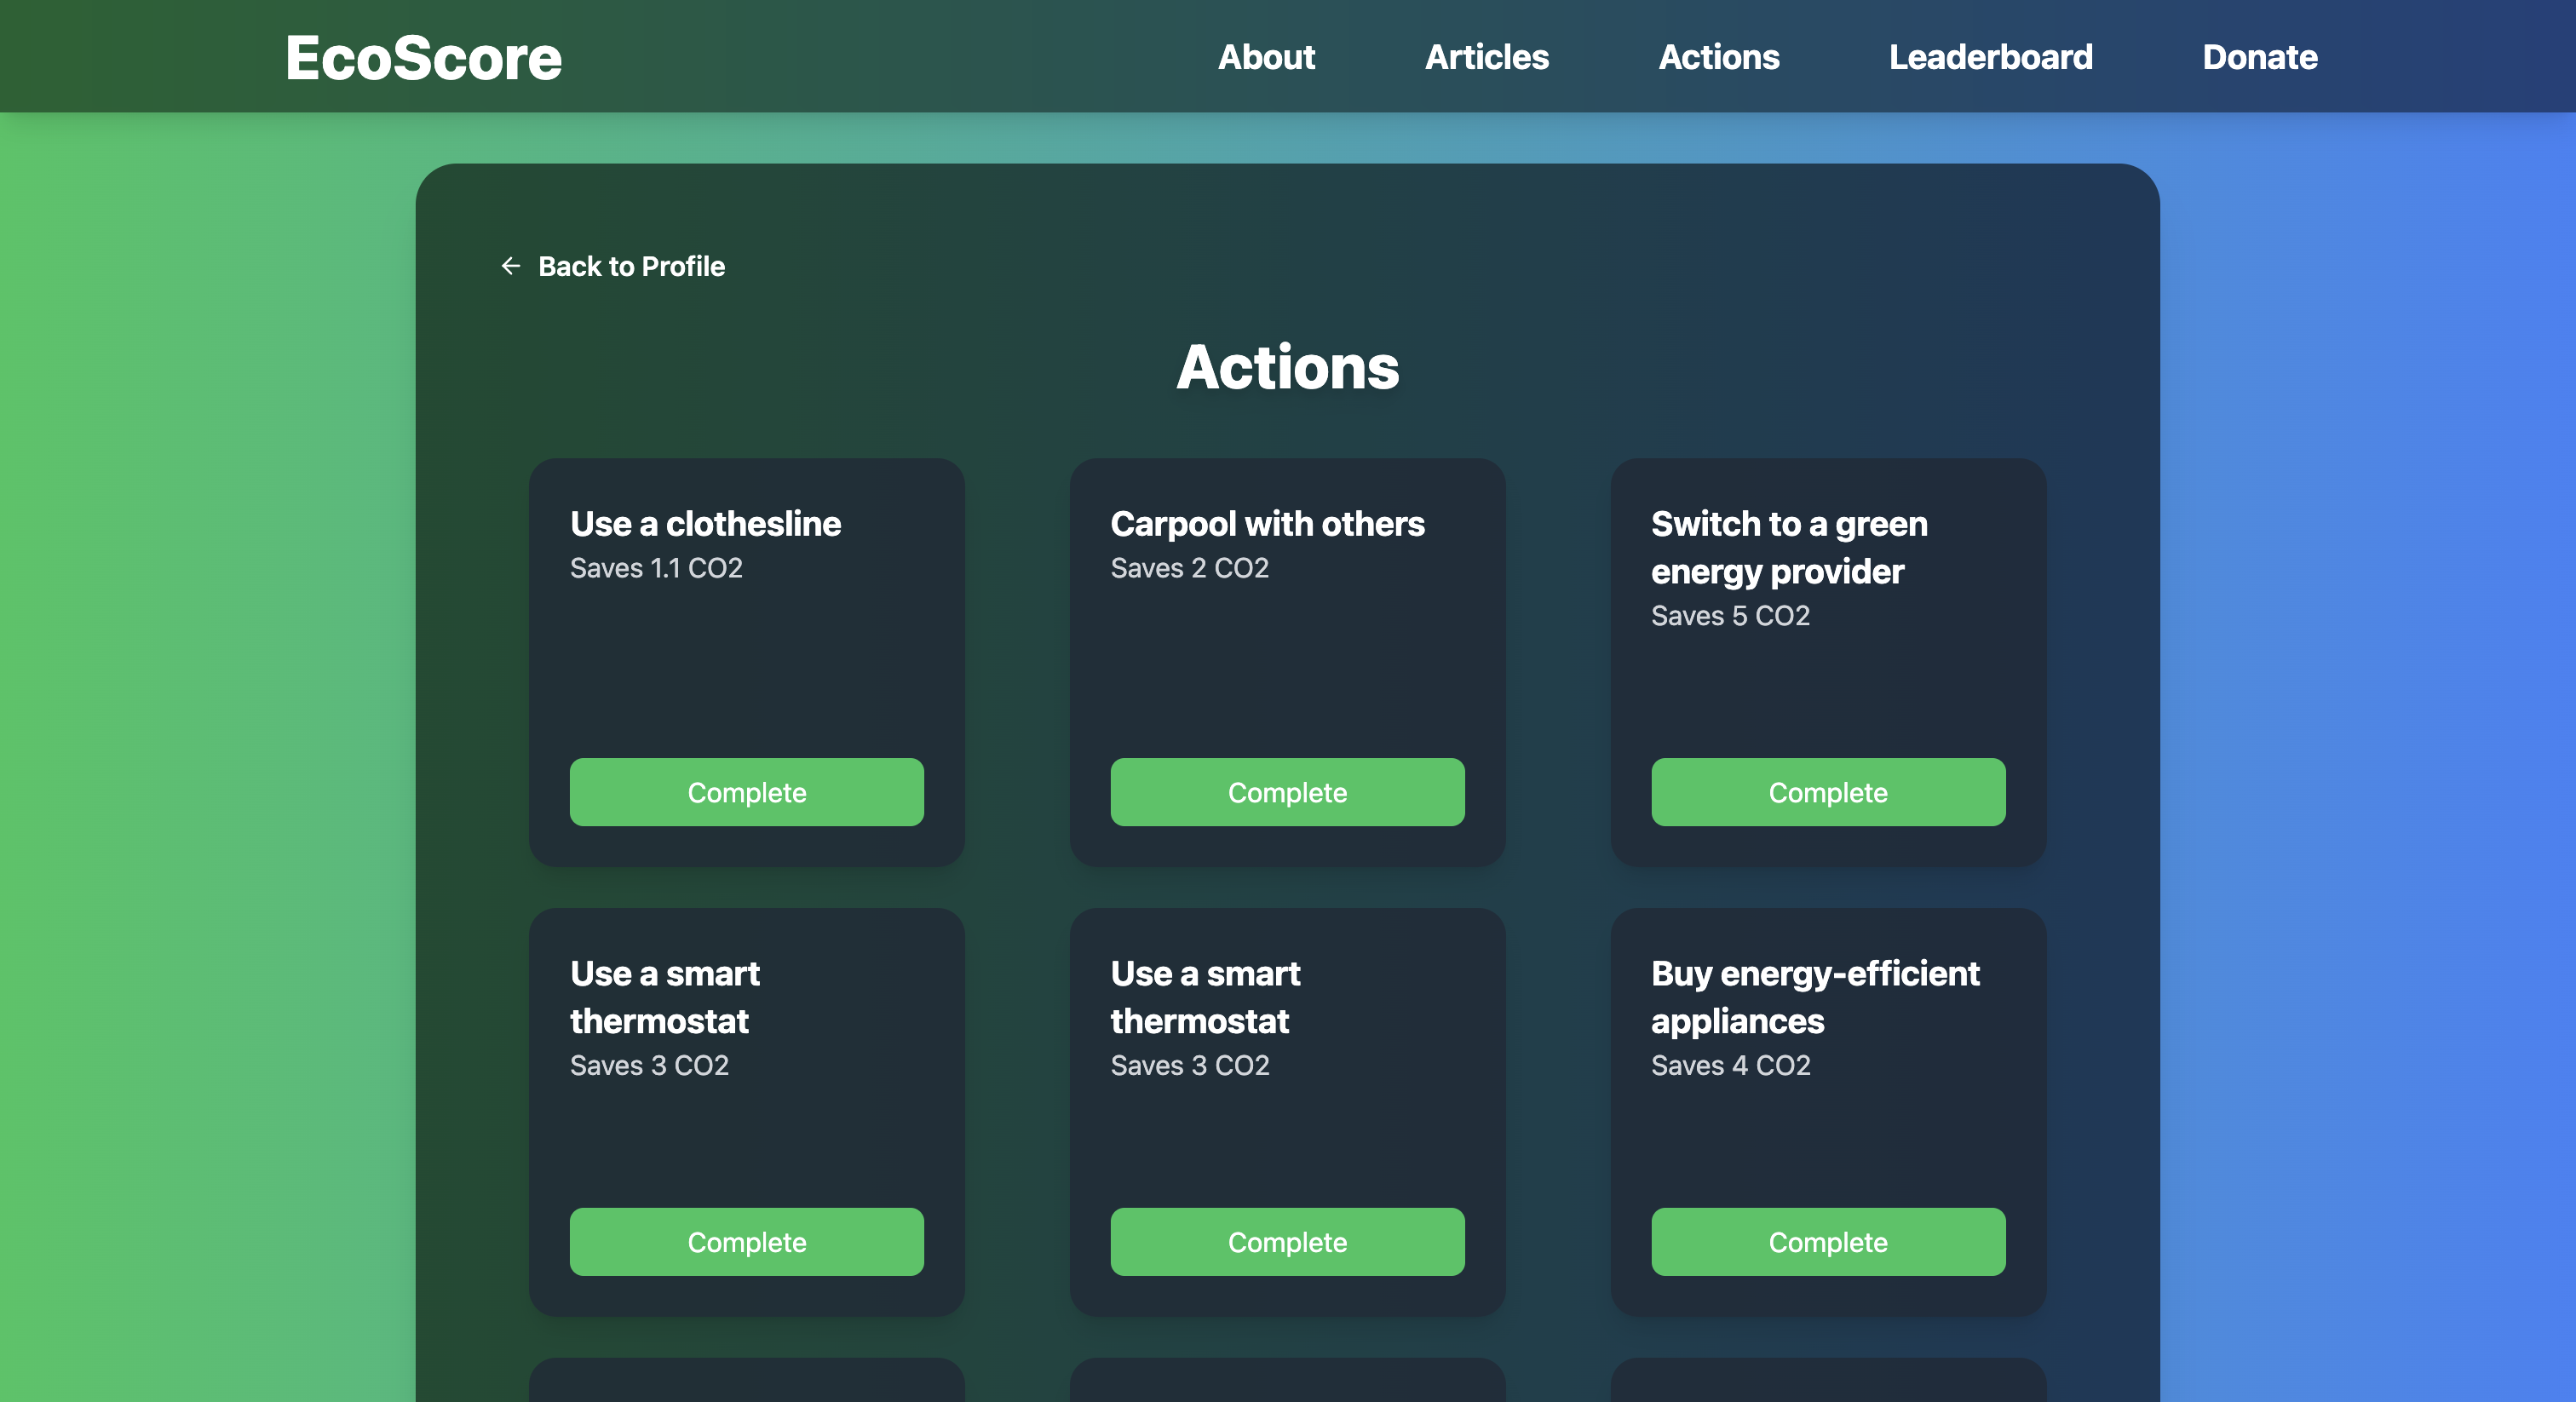 EcoScore
About
Articles
Actions
Leaderboard
Donate
Back to Profile
Actions
Use a clothesline
Saves 1.1 CO2
Complete
Carpool with others
Saves 2 CO2
Complete
Switch to a green
energy provider
Saves 5 CO2
Complete
Use a smart
thermostat
Saves 3 CO2
Complete
Use a smart
thermostat
Saves 3 CO2
Complete
Buy energy-efficient
appliances
Saves 4 CO2
Complete